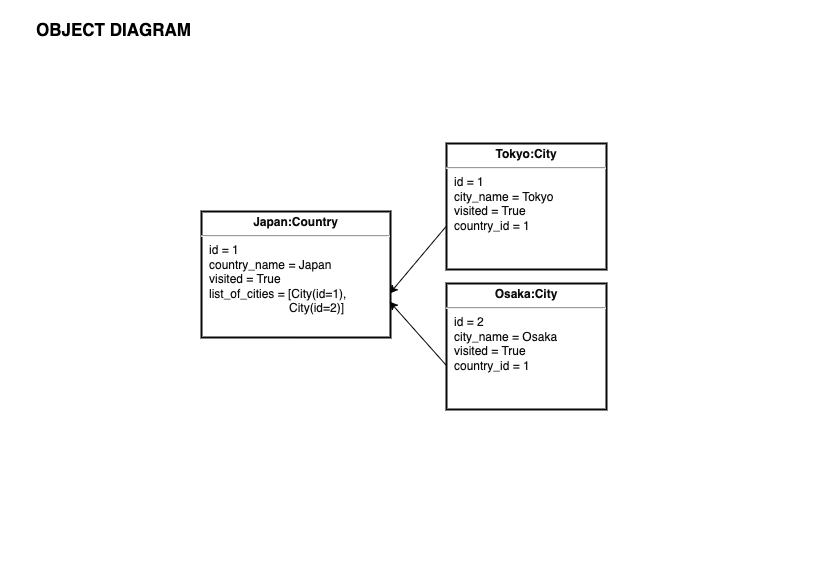 OBJECT DIAGRAM
Japan:Country
id = 1
country_name = Japan
visited = True
list_of_cities = [City(id=1),
City(id=2)]
Tokyo:City
id = 1
city_name = Tokyo
visited = True
country_id = 1
Osaka:City
id = 2
city_name = Osaka
visited = True
country_id = 1